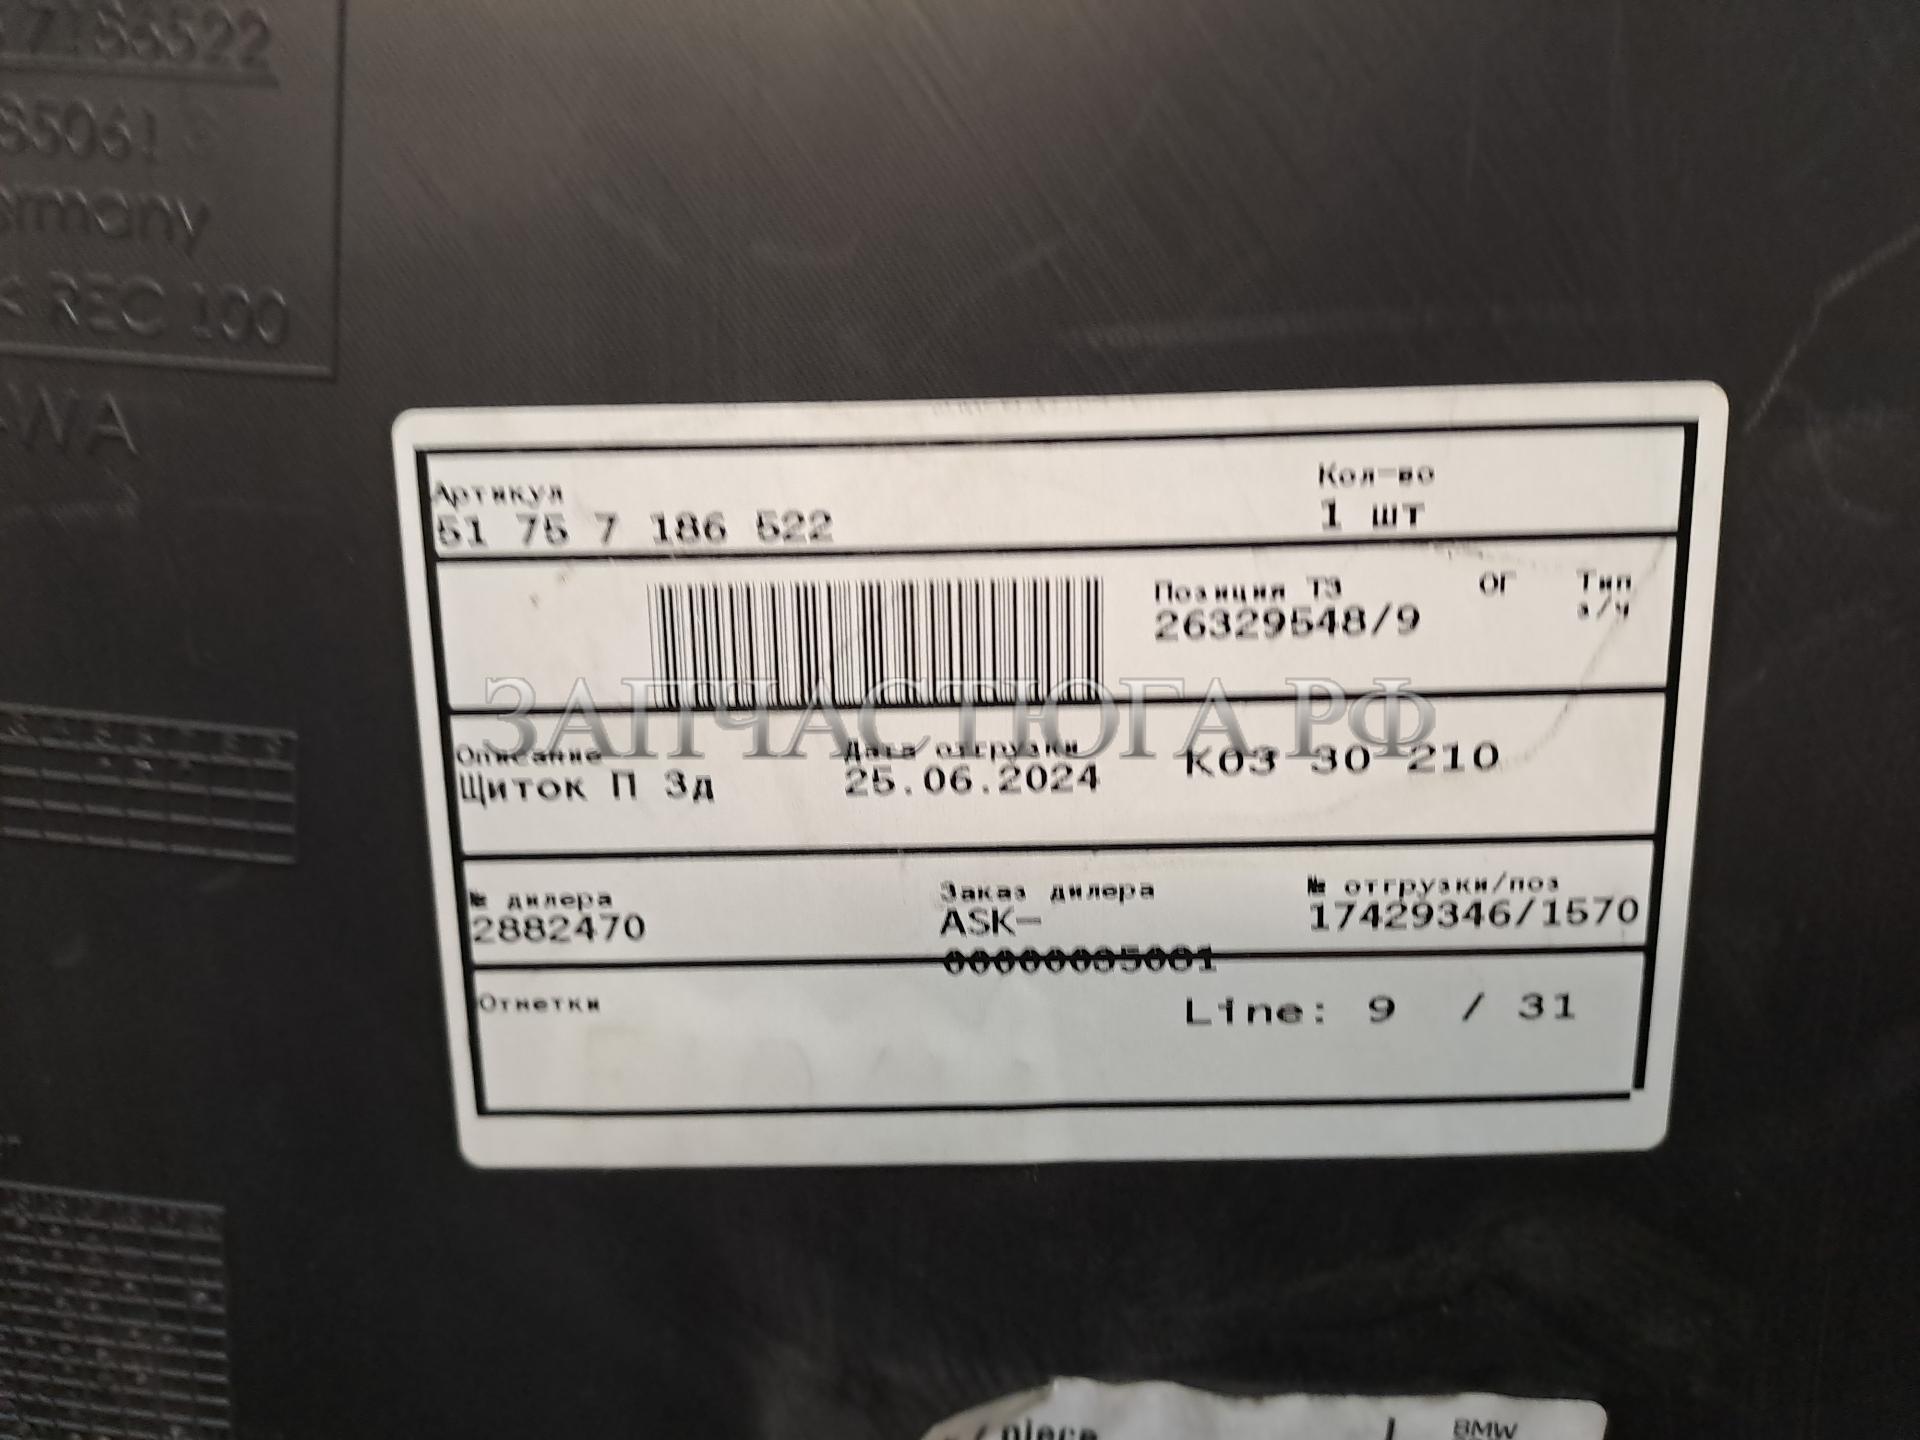 7186522
85061
ermany
REC 100
WA
Артикул
51 75 7 186 522
Кол-во
1 шт
Позиция ТЗ
26329548/9
ОГ
Тип
з/ч
ЗАПЧАСТЮГА.РФ
Описание
Щиток П Зд
Дата отгрузки
25.06.2024
K03 30 210
№ дилера
2882470
Заказ дилера
ASK-
№ отгрузки/поз
17429346/1570
Отметки
Line: 9 / 31
/ piece
BMW